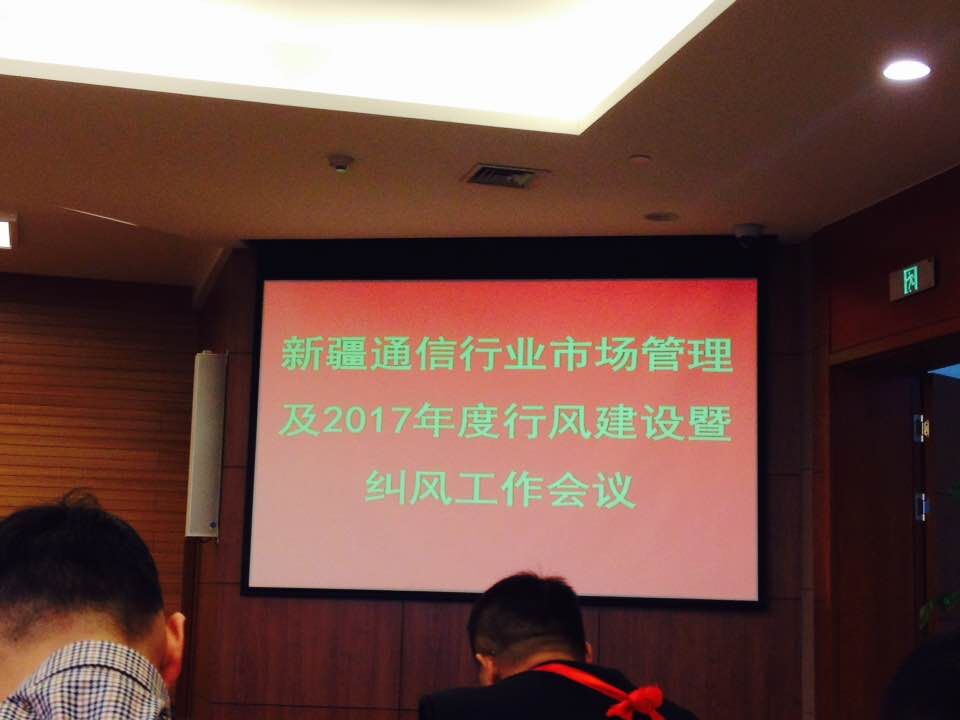 新疆通信行业市场管理
及2017年度行风建设暨
纠风工作会议